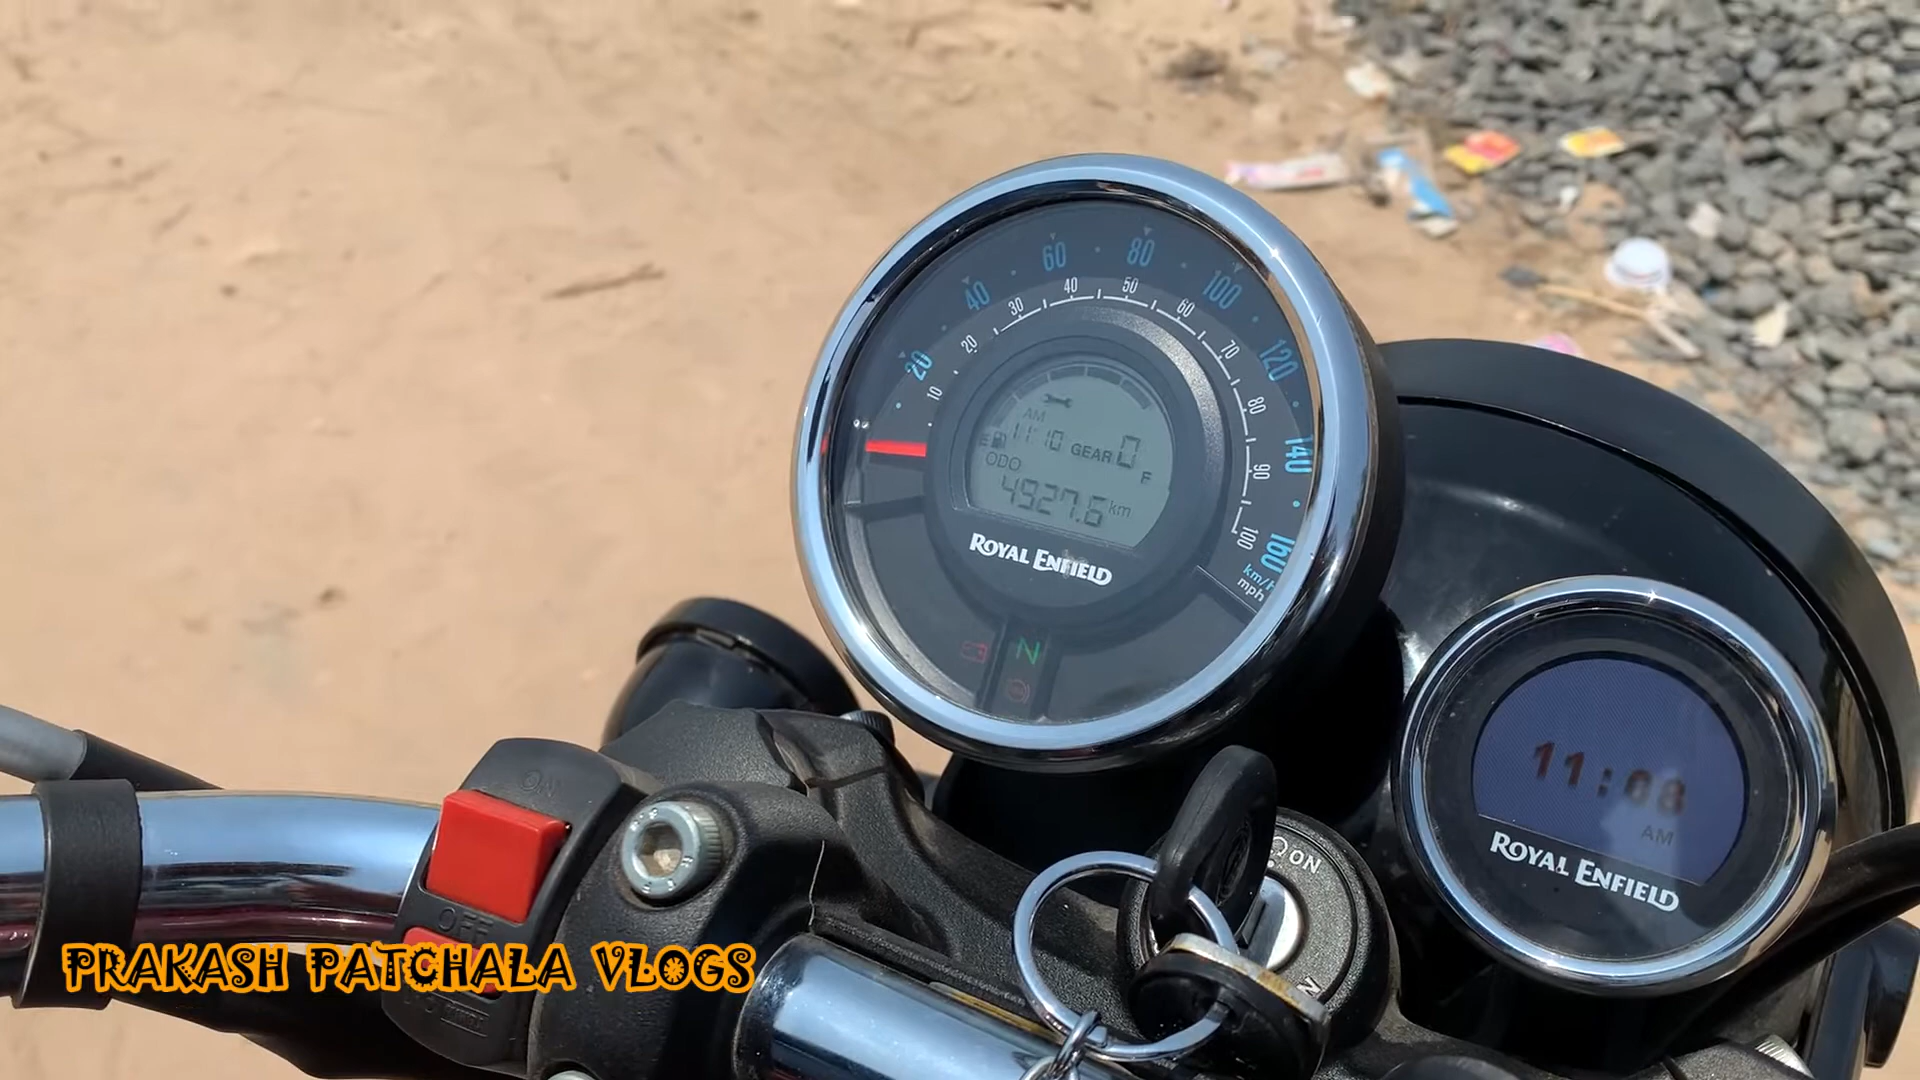 20 40 60 80 100 120 140 160
10 20 30 40 50 60 70 80 90 100
km/h
mph
AM
11:10 GEAR 0
E F
ODO
4927.6 km
ROYAL ENFIELD
N
11:08
AM
ROYAL ENFIELD
ON
OFF
ON
PRAKASH PATCHALA VLOGS